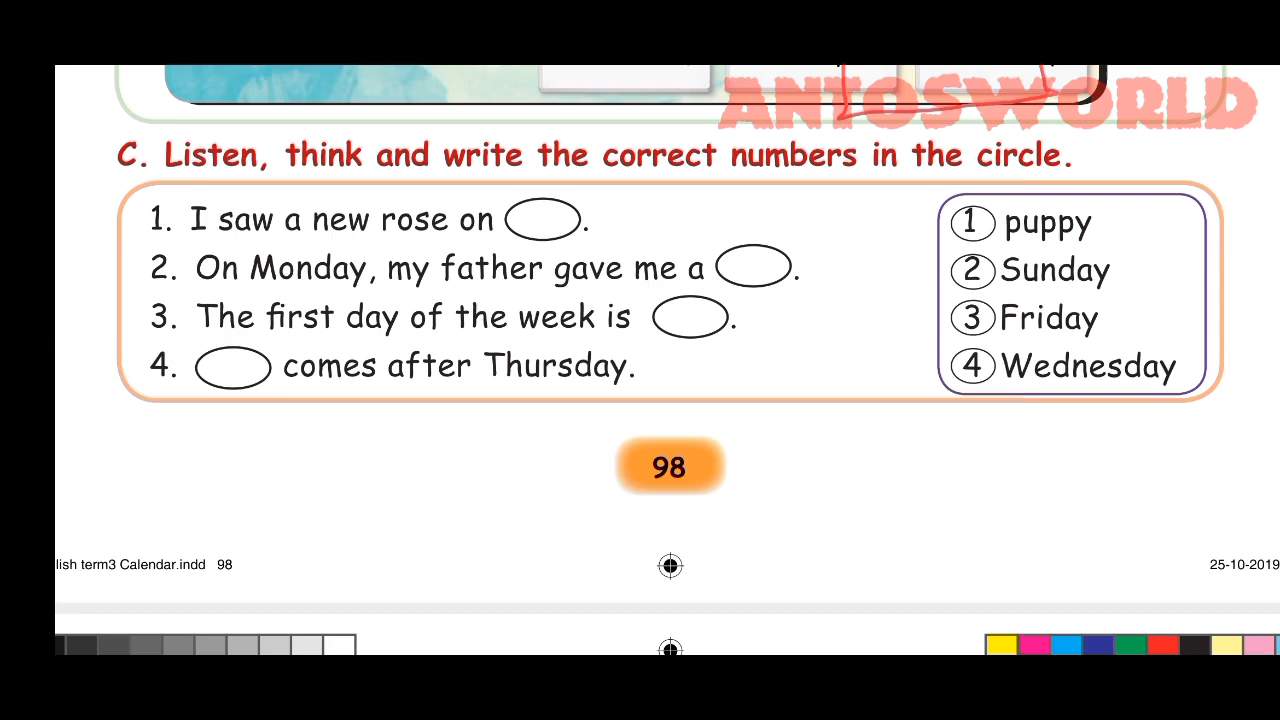 ANTOSWORLD
C. Listen, think and write the correct numbers in the circle.
1. I saw a new rose on .
2. On Monday, my father gave me a .
3. The first day of the week is .
4. comes after Thursday.
1 puppy
2 Sunday
3 Friday
4 Wednesday
98
lish term3 Calendar.indd 98
25-10-2019